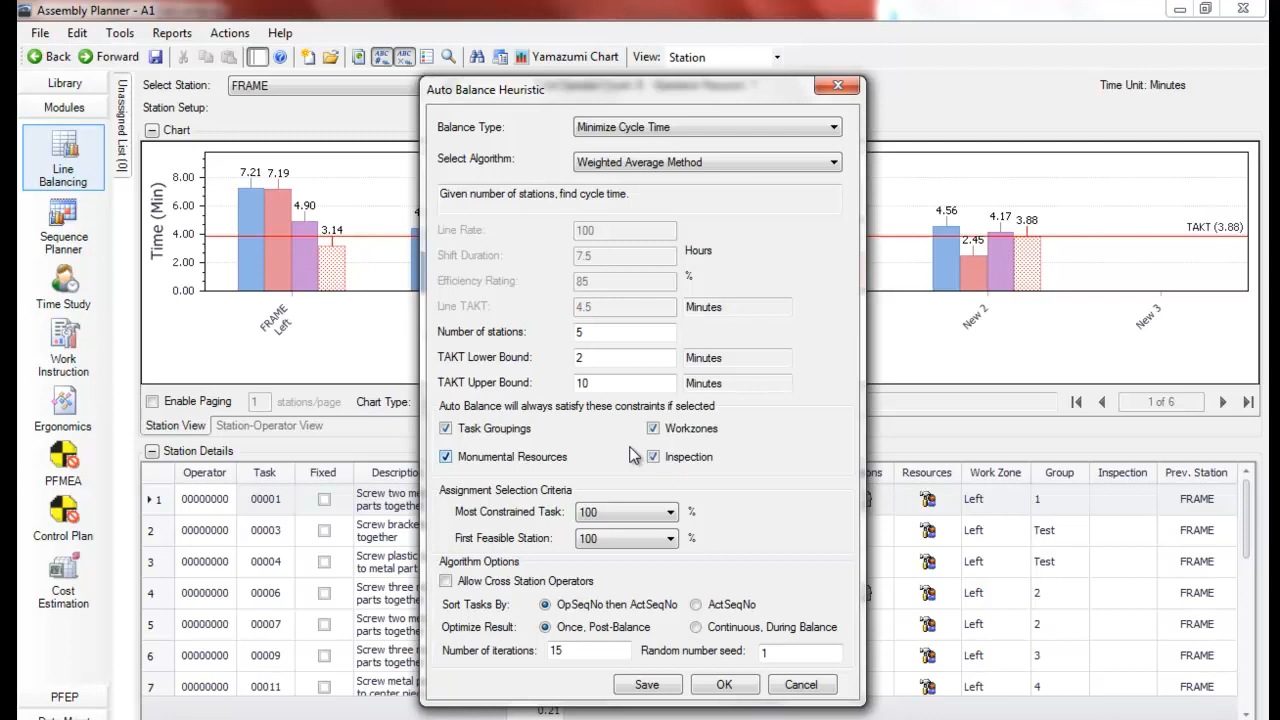 Assembly Planner - A1
File Edit Tools Reports Actions Help
Back Forward Yamazumi Chart View: Station
Library
Modules
Line Balancing
Sequence Planner
Time Study
Work Instruction
Ergonomics
PFMEA
Control Plan
Cost Estimation
PFEP
Unassigned List (0)
Select Station: FRAME
Time Unit: Minutes
Station Setup:
Chart
Time (Min)
8.00
6.00
4.00
2.00
0.00
7.21 7.19 4.90 3.14
FRAME Left
4.56 2.45 4.17 3.88
TAKT (3.88)
New 2
New 3
Enable Paging 1 stations/page Chart Type:
1 of 6
Station View Station-Operator View
Station Details
Operator Task Fixed Descripti
Resources Work Zone Group Inspection Prev. Station
1 00000000 00001 Screw two m
parts togethe
Left 1 FRAME
2 00000000 00003 Screw bracke
together
Left Test FRAME
3 00000000 00004 Screw plastic
to metal part
Left Test FRAME
4 00000000 00006 Screw three r
parts togethe
Left 2 FRAME
5 00000000 00007 Screw two m
parts togethe
Left 2 FRAME
6 00000000 00009 Screw three r
parts togethe
Left 3 FRAME
7 00000000 00011 Screw metal p
to center piec
Left 4 FRAME
0.21
Auto Balance Heuristic
Balance Type: Minimize Cycle Time
Select Algorithm: Weighted Average Method
Given number of stations, find cycle time.
Line Rate: 100
Shift Duration: 7.5 Hours
Efficiency Rating: 85 %
Line TAKT: 4.5 Minutes
Number of stations: 5
TAKT Lower Bound: 2 Minutes
TAKT Upper Bound: 10 Minutes
Auto Balance will always satisfy these constraints if selected
Task Groupings Workzones
Monumental Resources Inspection
Assignment Selection Criteria
Most Constrained Task: 100 %
First Feasible Station: 100 %
Algorithm Options
Allow Cross Station Operators
Sort Tasks By: OpSeqNo then ActSeqNo ActSeqNo
Optimize Result: Once, Post-Balance Continuous, During Balance
Number of iterations: 15 Random number seed: 1
Save OK Cancel